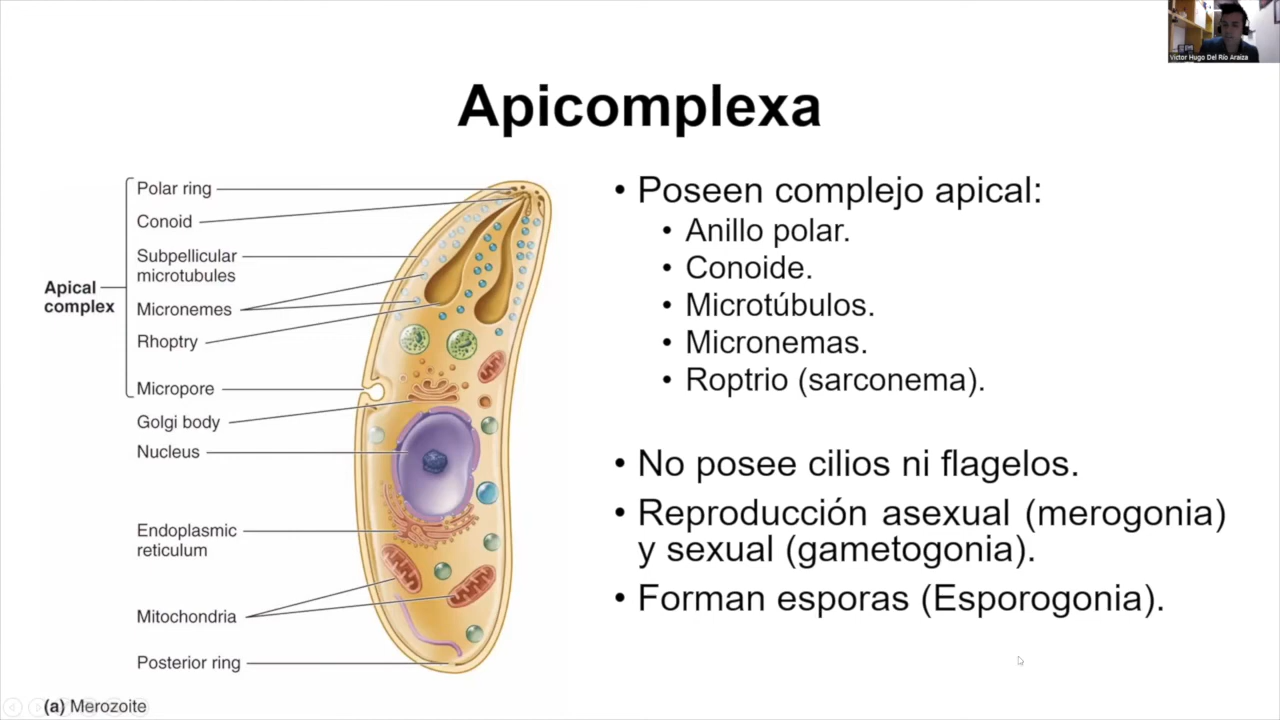 Victor Hugo Del Río Araiza
Apicomplexa
Polar ring
Conoid
Subpellicular
microtubules
Apical
complex
Micronemes
Rhoptry
Micropore
Golgi body
Nucleus
Endoplasmic
reticulum
Mitochondria
Posterior ring
(a) Merozoite
• Poseen complejo apical:
• Anillo polar.
• Conoide.
• Microtúbulos.
• Micronemas.
• Roptrio (sarconema).
• No posee cilios ni flagelos.
• Reproducción asexual (merogonia)
y sexual (gametogonia).
• Forman esporas (Esporogonia).